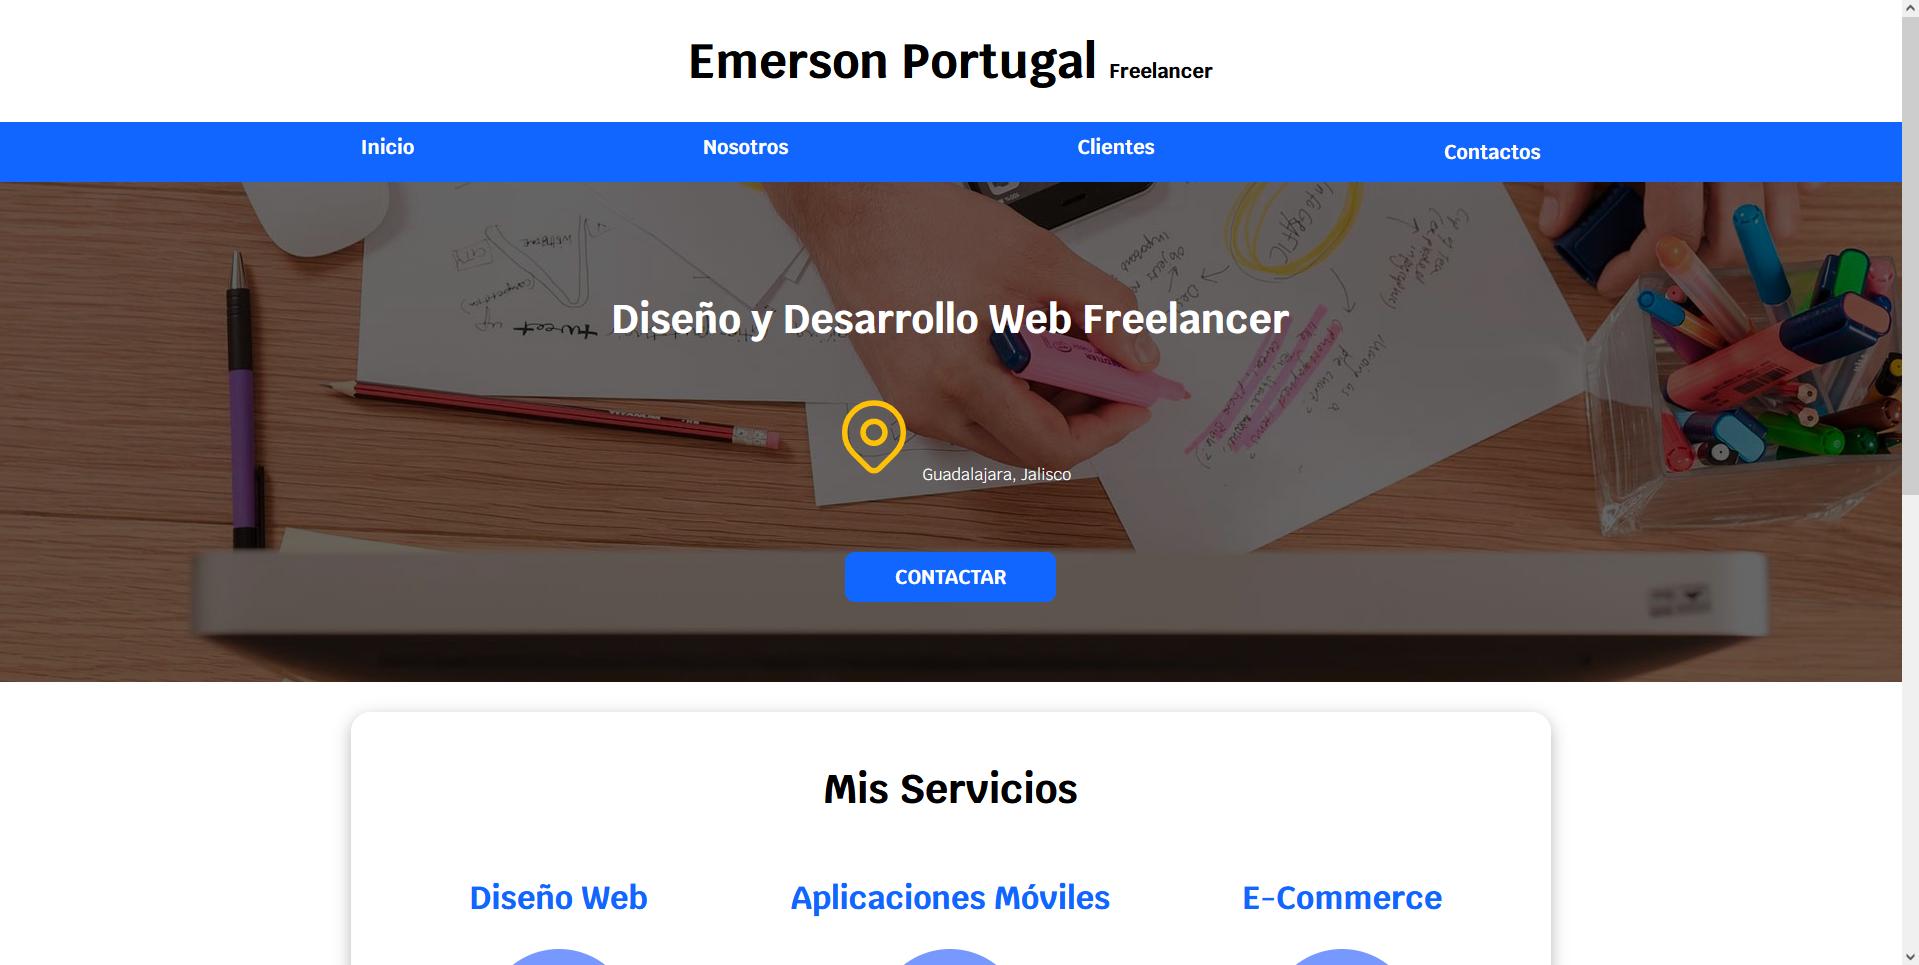 Emerson Portugal Freelancer
Inicio Nosotros Clientes Contactos
Diseño y Desarrollo Web Freelancer
Guadalajara, Jalisco
CONTACTAR
Mis Servicios
Diseño Web Aplicaciones Móviles E-Commerce